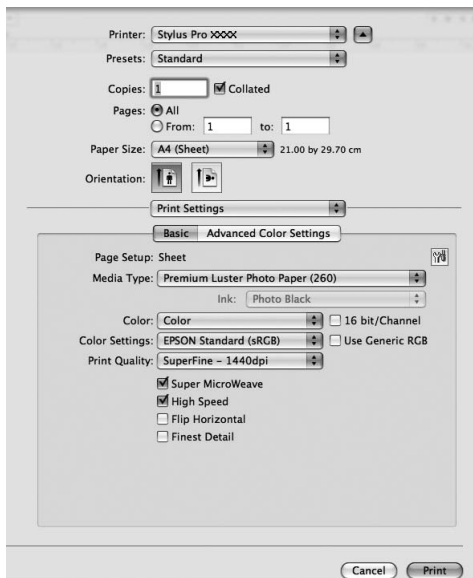 Printer: Stylus Pro XXXX
Presets: Standard
Copies: 1 Collated
Pages: All
From: 1 to: 1
Paper Size: A4 (Sheet) 21.00 by 29.70 cm
Orientation:
Print Settings
Basic Advanced Color Settings
Page Setup: Sheet
Media Type: Premium Luster Photo Paper (260)
Ink: Photo Black
Color: Color 16 bit/Channel
Color Settings: EPSON Standard (sRGB) Use Generic RGB
Print Quality: SuperFine - 1440dpi
Super MicroWeave
High Speed
Flip Horizontal
Finest Detail
Cancel Print